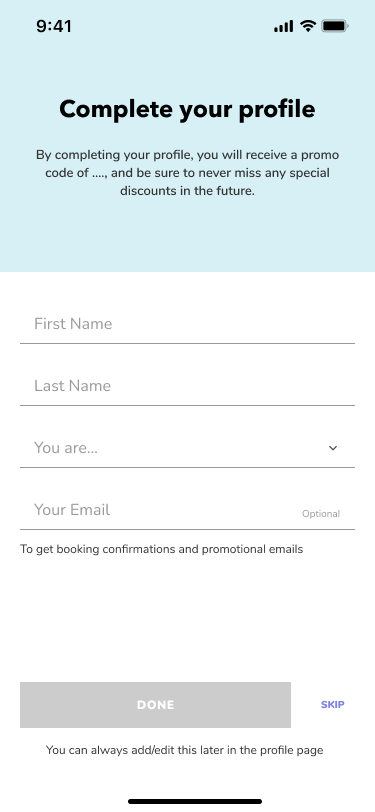 9:41
Complete your profile
By completing your profile, you will receive a promo
code of ...., and be sure to never miss any special
discounts in the future.
First Name
Last Name
You are...
Your Email
Optional
To get booking confirmations and promotional emails
DONE
SKIP
You can always add/edit this later in the profile page